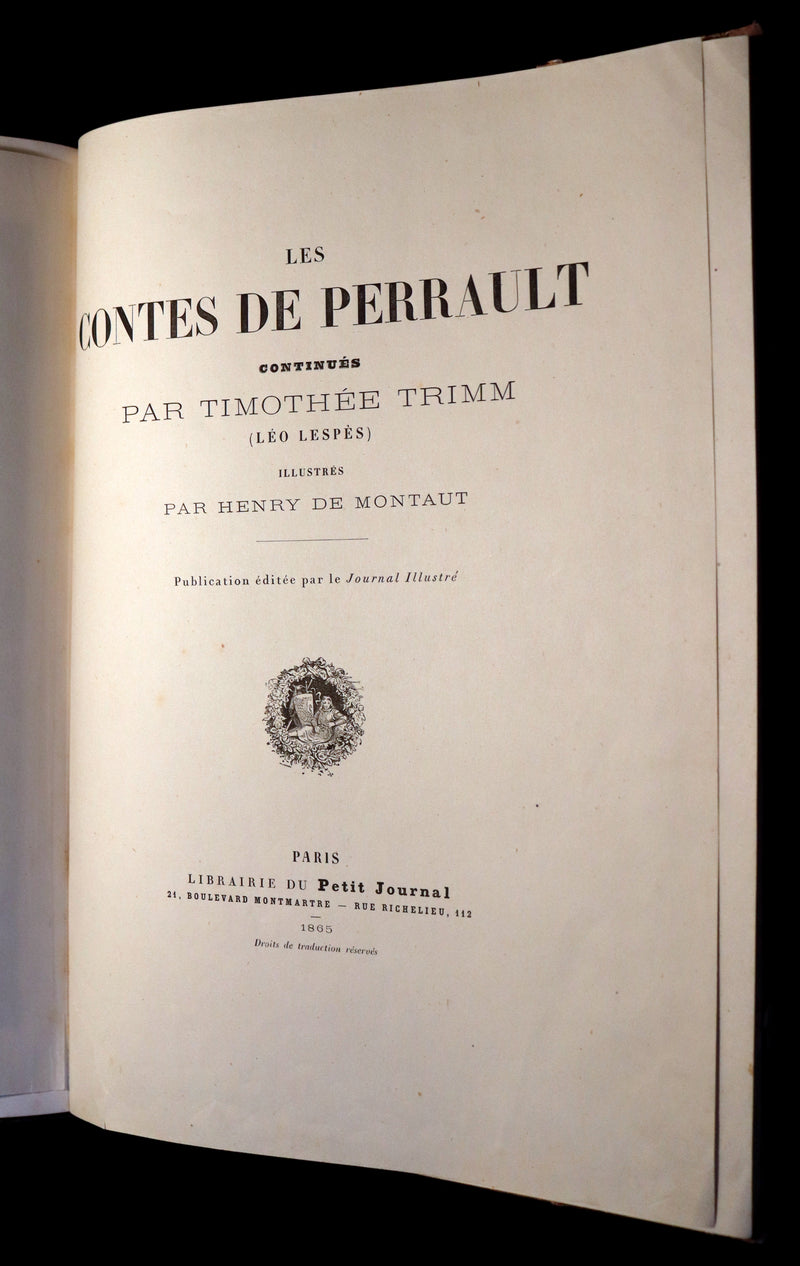 LES
CONTES DE PERRAULT
CONTINUÉS
PAR TIMOTHÉE TRIMM
(LÉO LESPÈS)
ILLUSTRÉS
PAR HENRY DE MONTAUT
Publication éditée par le Journal Illustré
PARIS
LIBRAIRIE DU Petit Journal
21, BOULEVARD MONTMARTRE — RUE RICHELIEU, 112
1865
Droits de traduction réservés